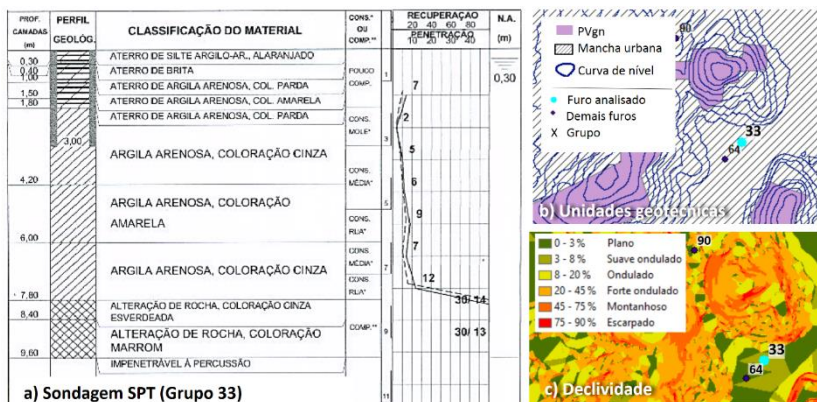 PROF. CAMADAS (m)
PERFIL GEOLÓG.
CLASSIFICAÇÃO DO MATERIAL
CONS.* OU COMP.**
RECUPERAÇÃO
20 40 60 80
PENETRAÇÃO
10 20 30 40
N.A. (m)
0,30
ATERRO DE SILTE ARGILO-AR., ALARANJADO
0,40
ATERRO DE BRITA
POUCO COMP.
1
0,30
1,00
ATERRO DE ARGILA ARENOSA, COL. PARDA
7
1,50
ATERRO DE ARGILA ARENOSA, COL. AMARELA
1,80
ATERRO DE ARGILA ARENOSA, COL. PARDA
CONS. MOLE*
2
3,00
3
ARGILA ARENOSA, COLORAÇÃO CINZA
5
CONS. MÉDIA*
4,20
6
ARGILA ARENOSA, COLORAÇÃO
AMARELA
5
CONS. RIJA*
9
6,00
CONS. MÉDIA*
7
ARGILA ARENOSA, COLORAÇÃO CINZA
7
CONS. RIJA*
12
7,80
30/14
ALTERAÇÃO DE ROCHA, COLORAÇÃO CINZA
ESVERDEADA
8,40
COMP.**
9
30/13
ALTERAÇÃO DE ROCHA, COLORAÇÃO
MARROM
9,60
IMPENETRÁVEL À PERCUSSÃO
11
a) Sondagem SPT (Grupo 33)
PVgn
Mancha urbana
Curva de nível
Furo analisado
Demais furos
X Grupo
90
33
64
b) Unidades geotécnicas
0 - 3 % Plano
3 - 8% Suave ondulado
8 - 20 % Ondulado
20 - 45% Forte ondulado
45 - 75 % Montanhoso
75 - 90 % Escarpado
90
33
64
c) Declividade